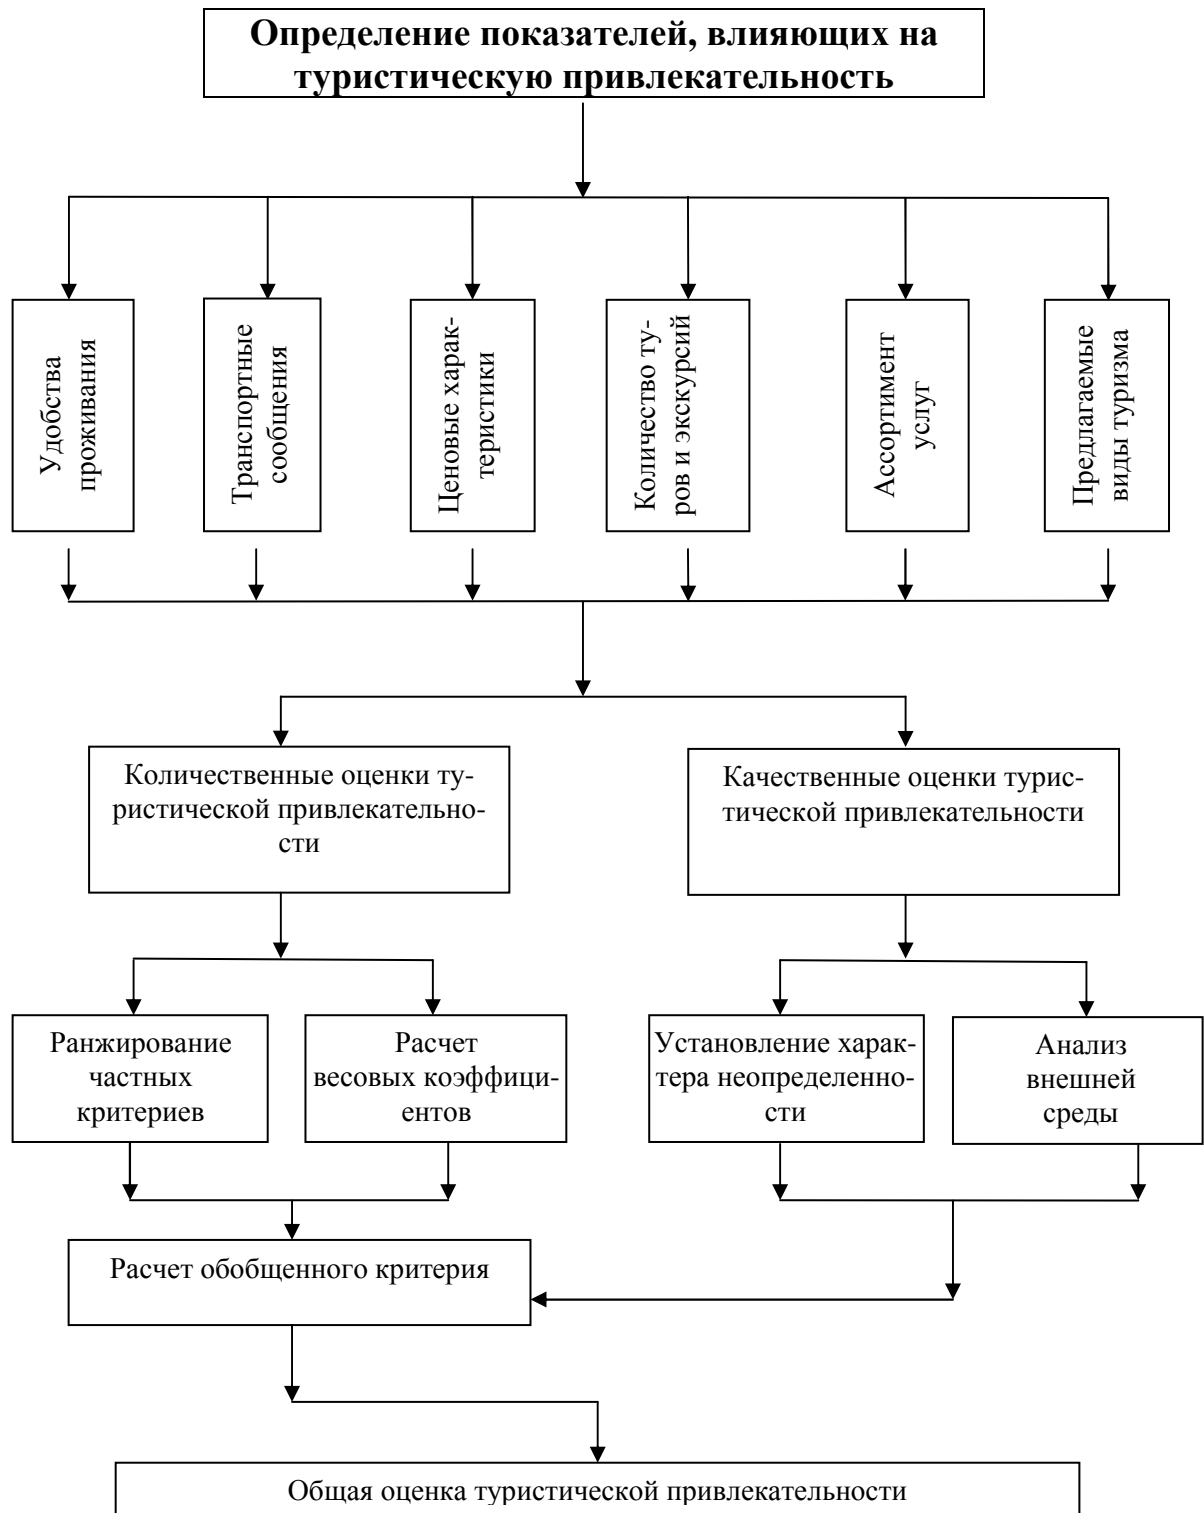 Определение показателей, влияющих на
туристическую привлекательность
Удобства
проживания
Транспортные
сообщения
Ценовые харак-
теристики
Количество ту-
ров и экскурсий
Ассортимент
услуг
Предлагаемые
виды туризма
Количественные оценки ту-
ристической привлекательно-
сти
Качественные оценки турис-
тической привлекательности
Ранжирование
частных
критериев
Расчет
весовых коэффици-
ентов
Установление харак-
тера неопределенно-
сти
Анализ
внешней
среды
Расчет обобщенного критерия
Общая оценка туристической привлекательности